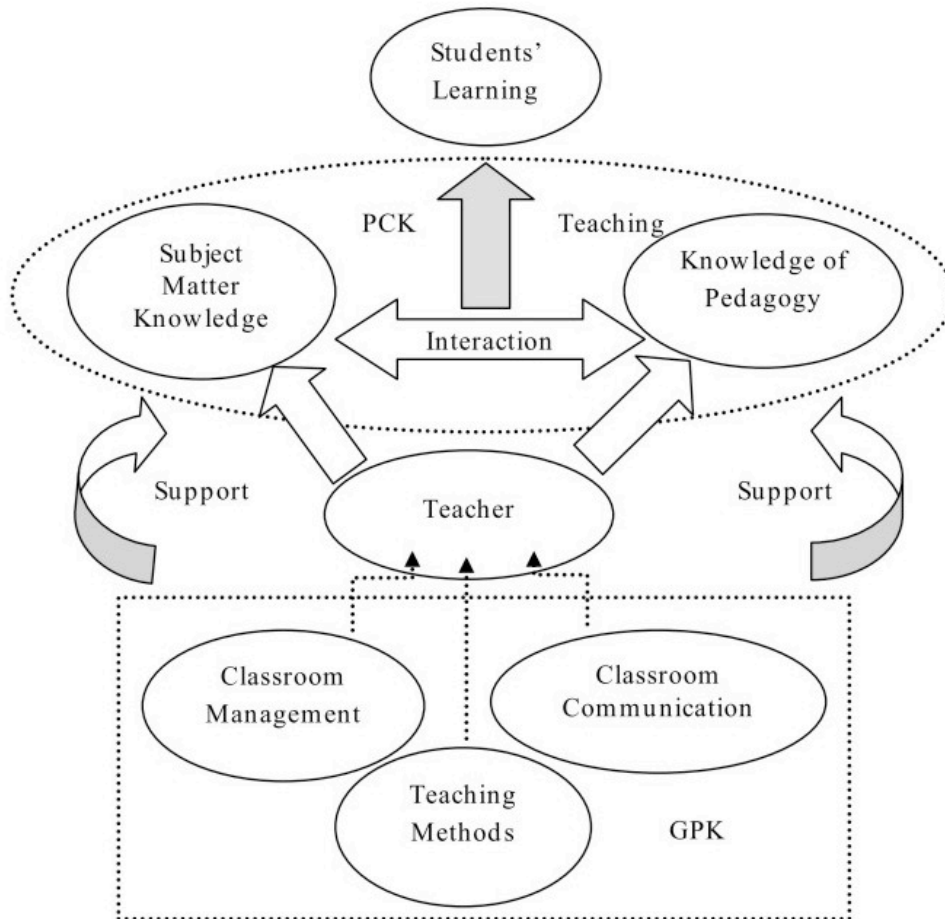 Students'
Learning
PCK
Teaching
Subject
Matter
Knowledge
Knowledge of
Pedagogy
Interaction
Support
Teacher
Support
Classroom
Management
Classroom
Communication
Teaching
Methods
GPK